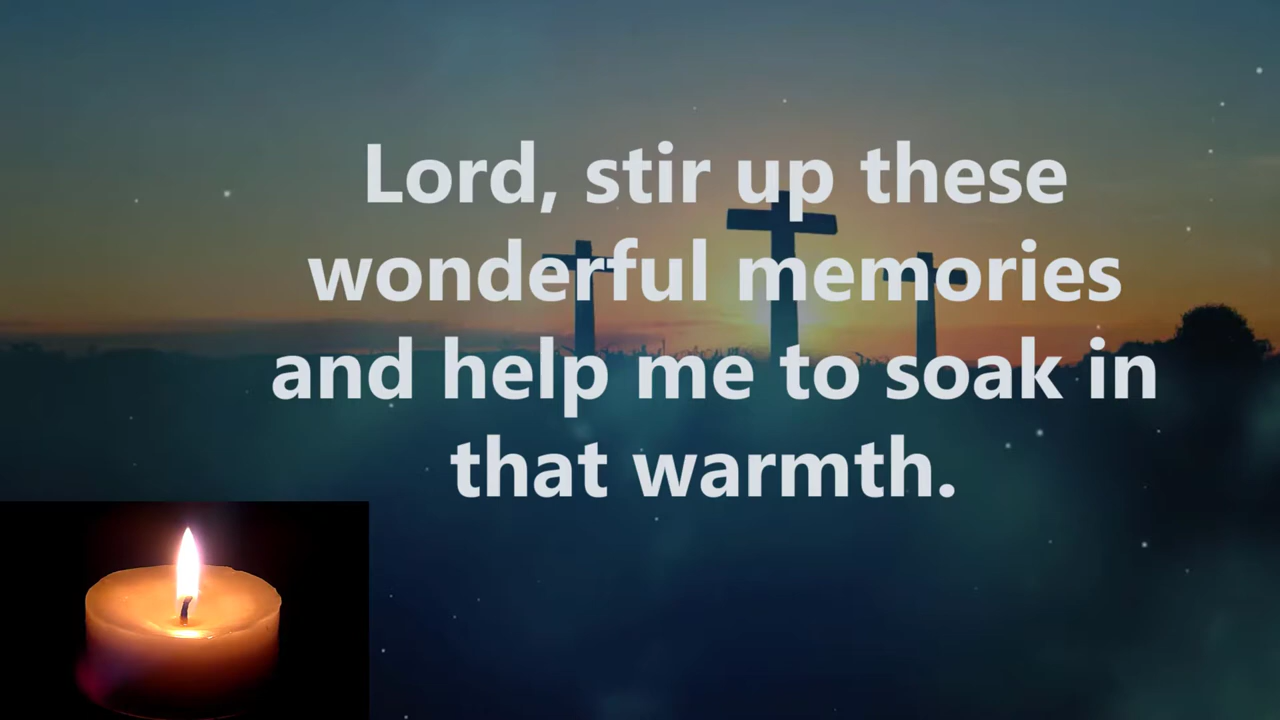 Lord, stir up these
wonderful memories
and help me to soak in
that warmth.